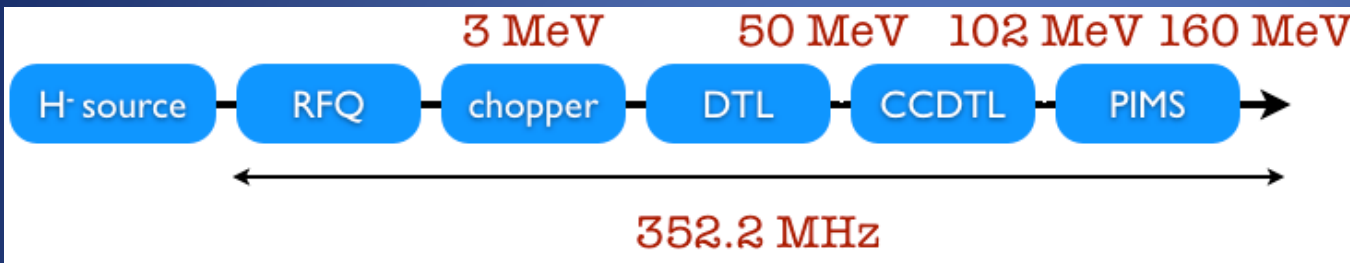 3 MeV 50 MeV 102 MeV 160 MeV
H⁻ source RFQ chopper DTL CCDTL PIMS
352.2 MHz